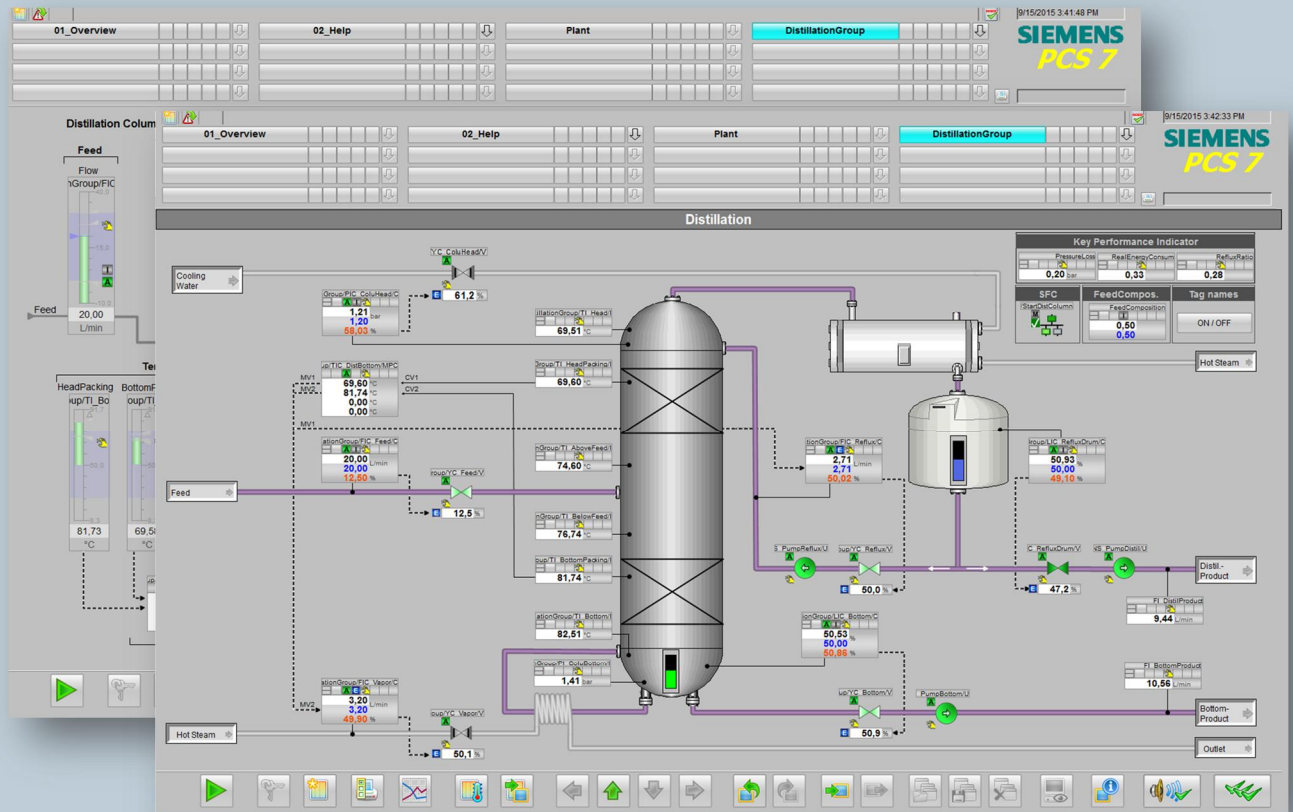 9/15/2015 3:41:48 PM
01_Overview
02_Help
Plant
DistillationGroup
SIEMENS
PCS 7
Distillation Colum
Feed
Flow
nGroup/FIC
40.0
15.0
-10.0
Feed
20,00
L/min
Te
HeadPacking
BottomF
oup/TI_Bo
oup/TI
81,73
°C
69,5
°C
9/15/2015 3:42:33 PM
01_Overview
02_Help
Plant
DistillationGroup
SIEMENS
PCS 7
Distillation
Key Performance Indicator
PressureLoss
RealEnergyConsum
RefluxRatio
0,20 bar
0,33
0,28
SFC
FeedCompos.
Tag names
StartDistColumn
FeedComposition
0,50
0,50
ON / OFF
YC_ColuHead/V
A
E 61,2 %
Cooling
Water
Group/PIC_ColuHead/C
1,21 bar
1,20
58,03 %
illationGroup/TI_Head/I
69,51 °C
Group/TI_HeadPacking/I
69,60 °C
up/TIC_DistBottom/MPC
69,60 °C
81,74 °C
0,00 °C
0,00 °C
MV1
MV2
CV1
CV2
MV1
ationGroup/FIC_Feed/C
20,00 L/min
20,00
12,50 %
roup/YC_Feed/V
A
E 12,5 %
Feed
nGroup/TI_AboveFeed/I
74,60 °C
nGroup/TI_BelowFeed/I
76,74 °C
oup/TI_BottomPacking/I
81,74 °C
ationGroup/TI_Bottom/I
82,51 °C
Group/PI_ColuBottom/I
1,41 bar
ationGroup/FIC_Vapor/C
A E
3,20 L/min
3,20
49,90 %
MV2
oup/YC_Vapor/V
A
E 50,1 %
Hot Steam
Hot Steam
tionGroup/FIC_Reflux/C
A E
2,71 L/min
2,71
50,02 %
roup/LIC_RefluxDrum/C
50,93 %
50,00
49,10 %
S_PumpReflux/U
A
oup/YC_Reflux/V
A
E 50,0 %
C_RefluxDrum/V
A
E 47,2 %
NS_PumpDistil/U
A
Distil.-
Product
FI_DistilProduct
9,44 L/min
ionGroup/LIC_Bottom/C
50,53 %
50,00
50,86 %
FI_BottomProduct
10,56 L/min
up/YC_Bottom/V
A
E 50,9 %
_PumpBottom/U
A
Bottom-
Product
Outlet